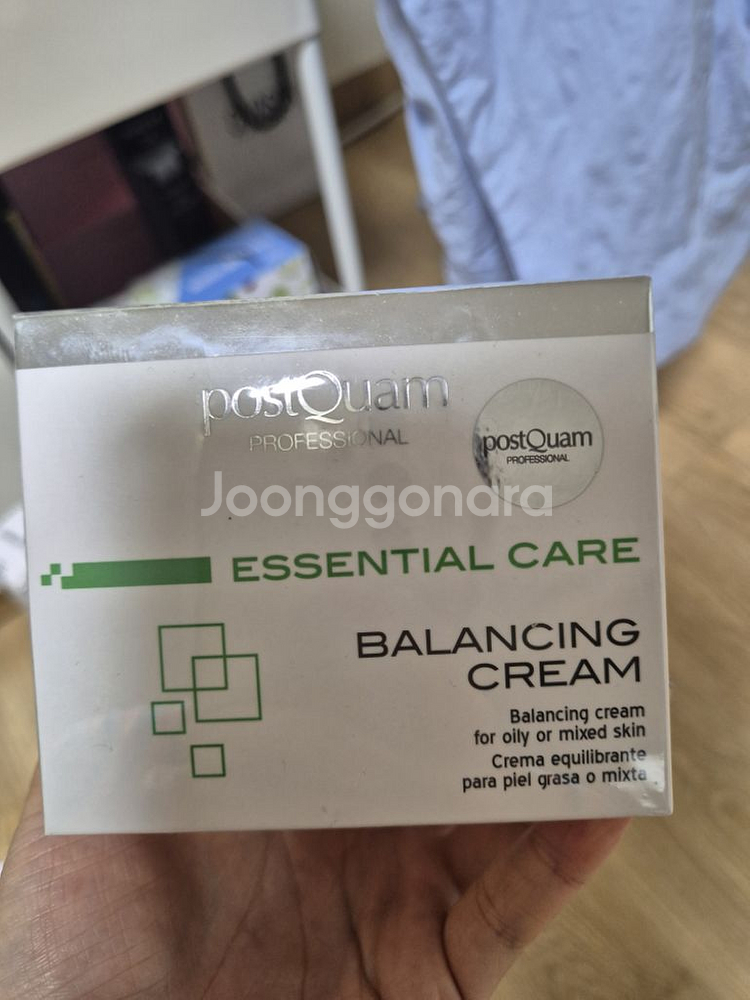 postQuam
PROFESSIONAL
postQuam
PROFESSIONAL
Joonggondra
ESSENTIAL CARE
BALANCING
CREAM
Balancing cream
for oily or mixed skin
Crema equilibrante
para piel grasa o mixta